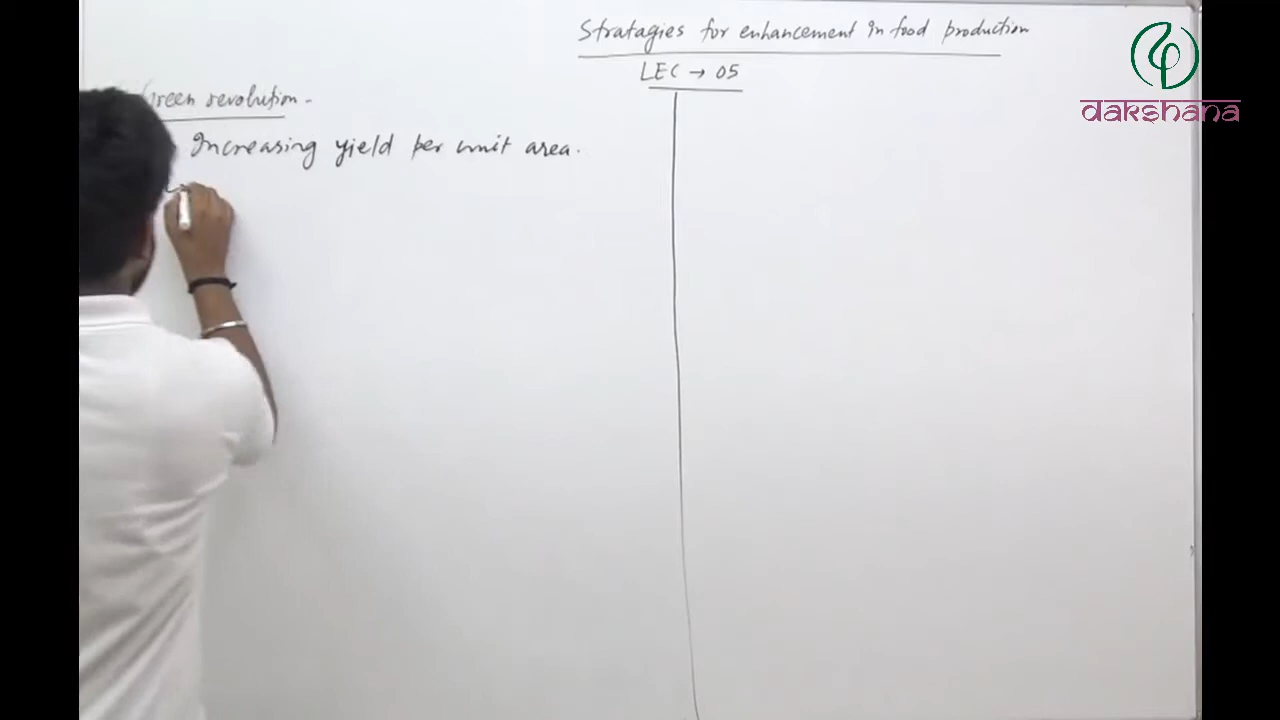 Stratagies for enhancement in food production
LEC → 05
dakshana
Green revolution -
Increasing yield per unit area.